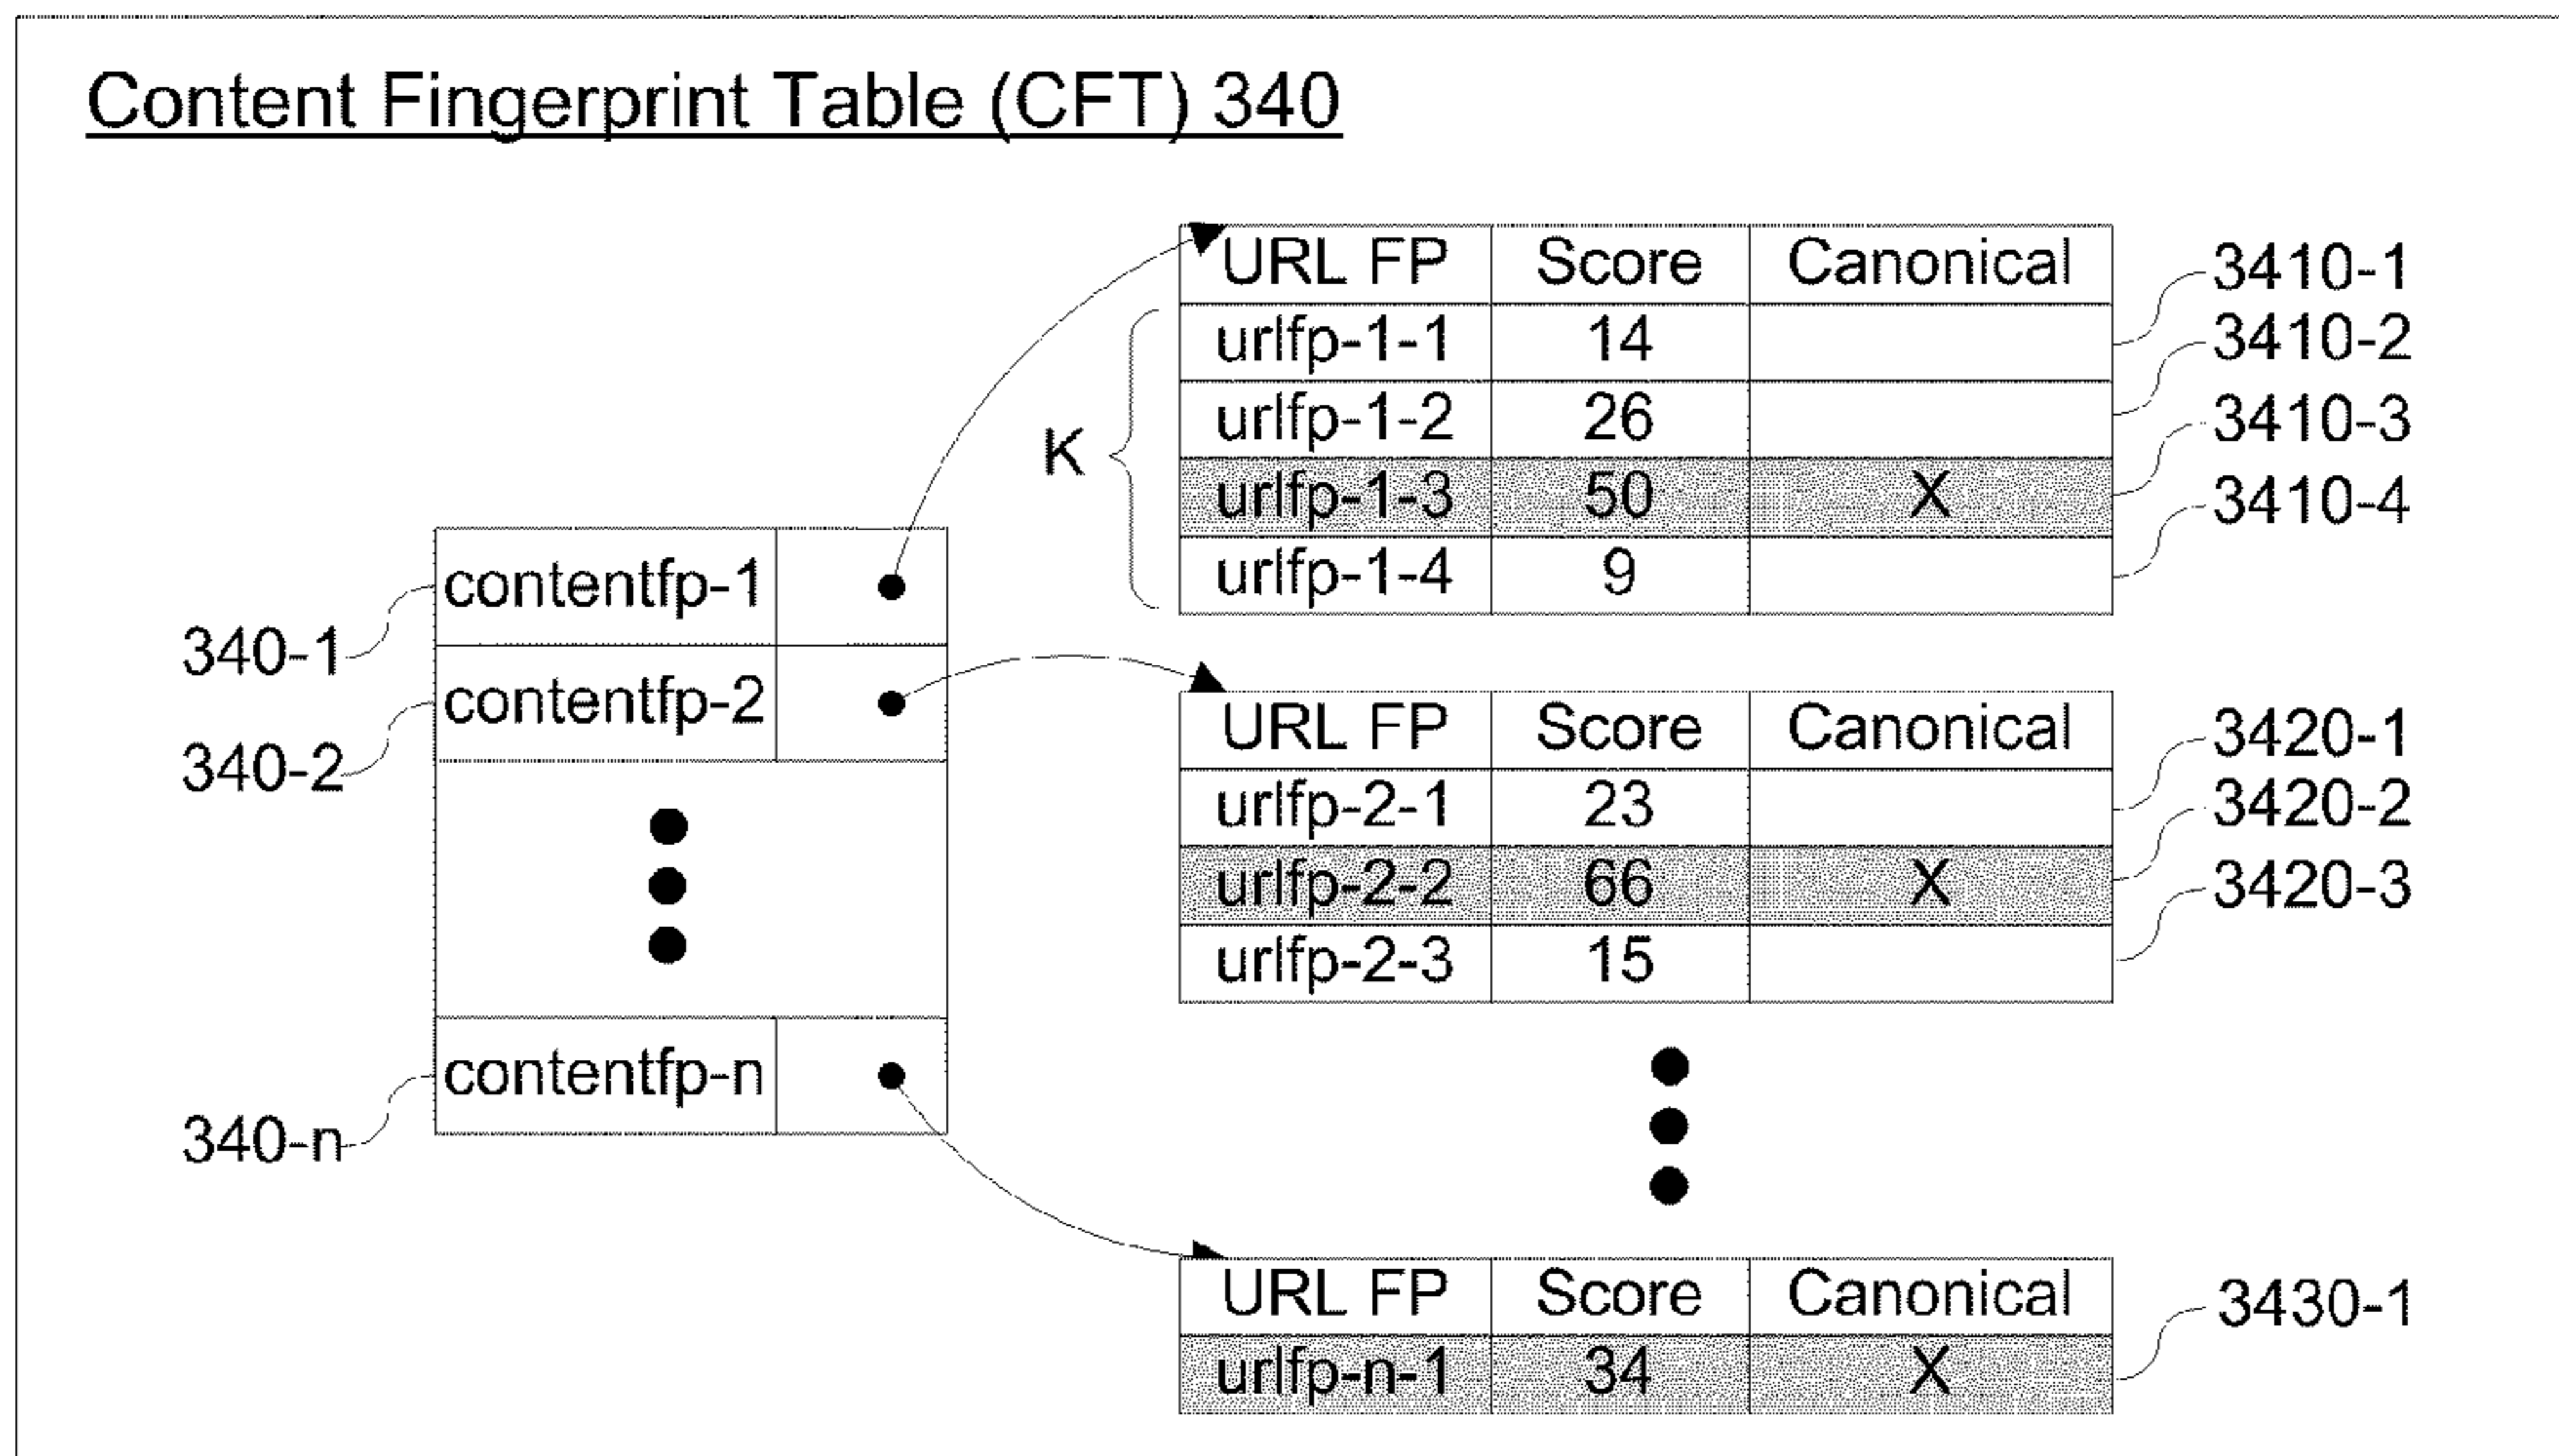 Content Fingerprint Table (CFT) 340
URL FP Score Canonical
urlfp-1-1 14
urlfp-1-2 26
urlfp-1-3 50 X
urlfp-1-4 9
K
3410-1
3410-2
3410-3
3410-4
contentfp-1
340-1
contentfp-2
340-2
contentfp-n
340-n
URL FP Score Canonical
urlfp-2-1 23
urlfp-2-2 66 X
urlfp-2-3 15
3420-1
3420-2
3420-3
URL FP Score Canonical
urlfp-n-1 34 X
3430-1